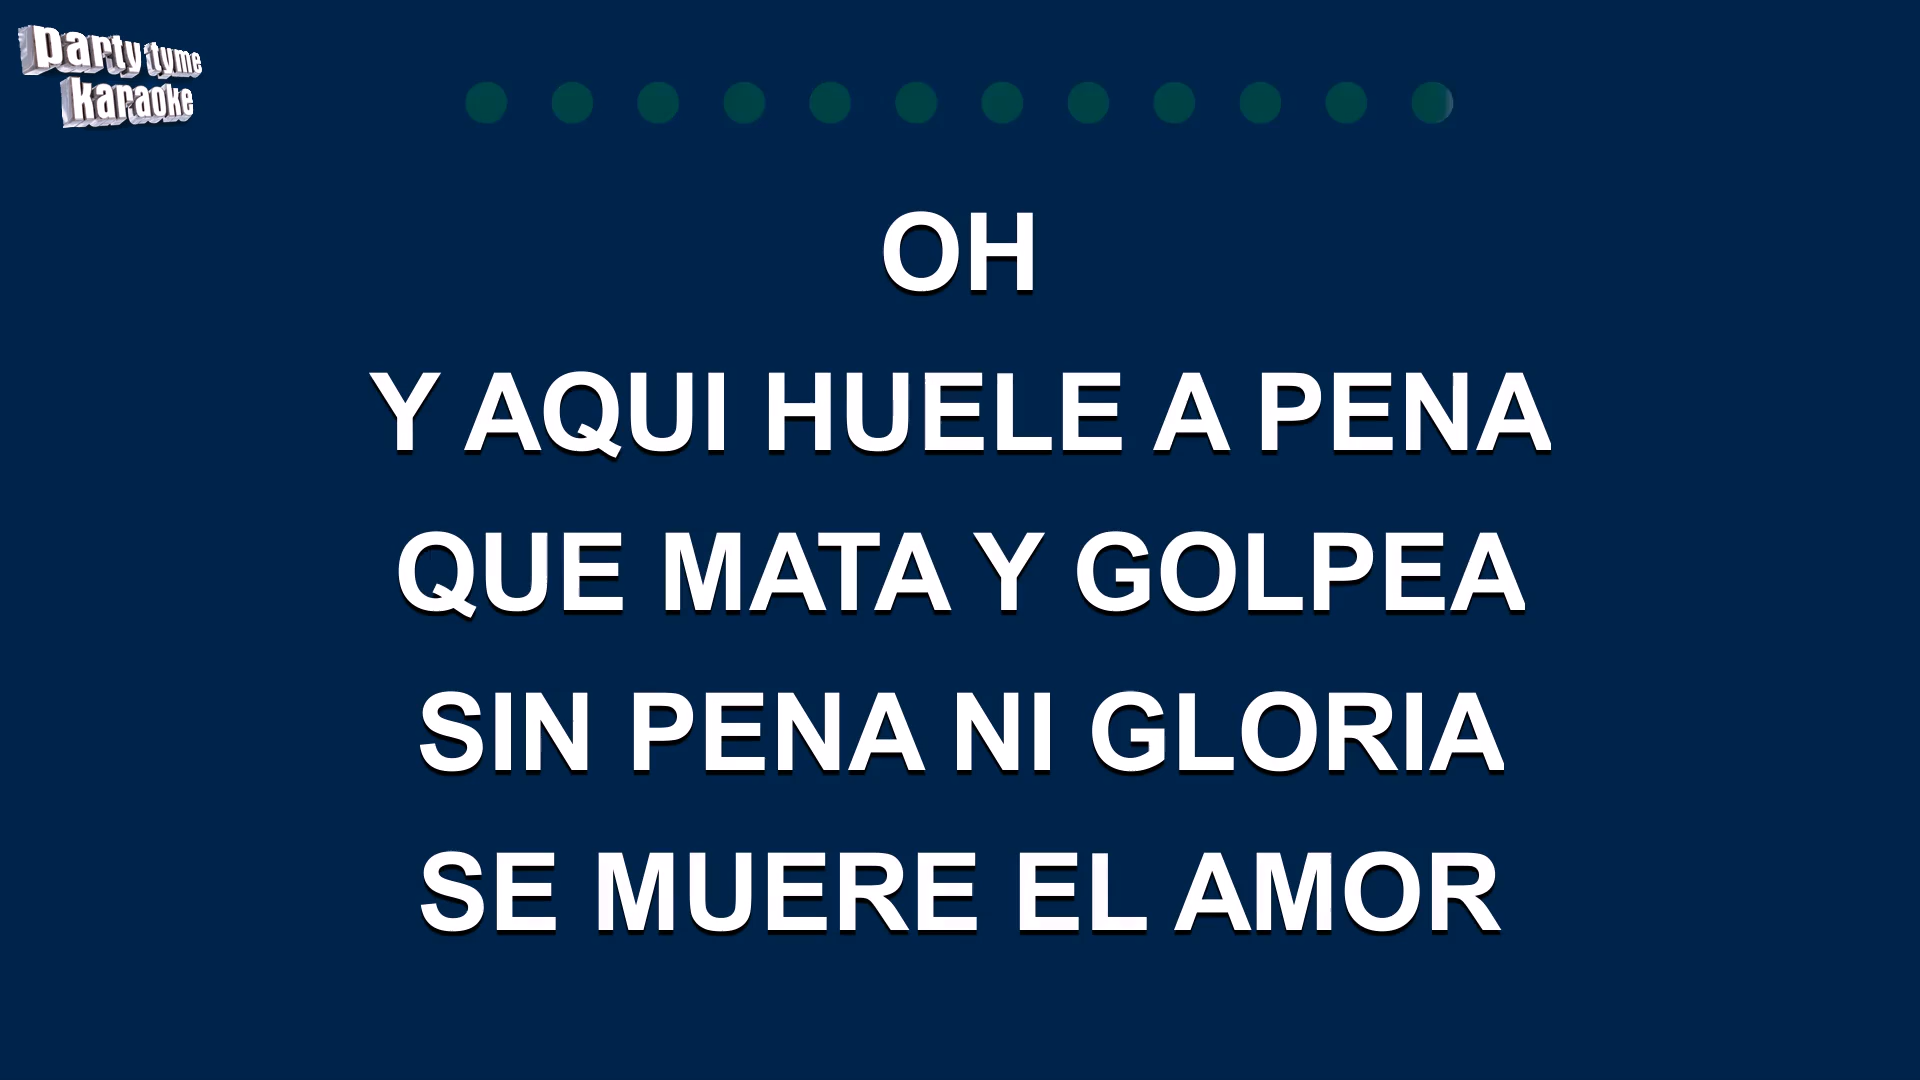 party tyme
karaoke
OH
Y AQUI HUELE A PENA
QUE MATA Y GOLPEA
SIN PENA NI GLORIA
SE MUERE EL AMOR